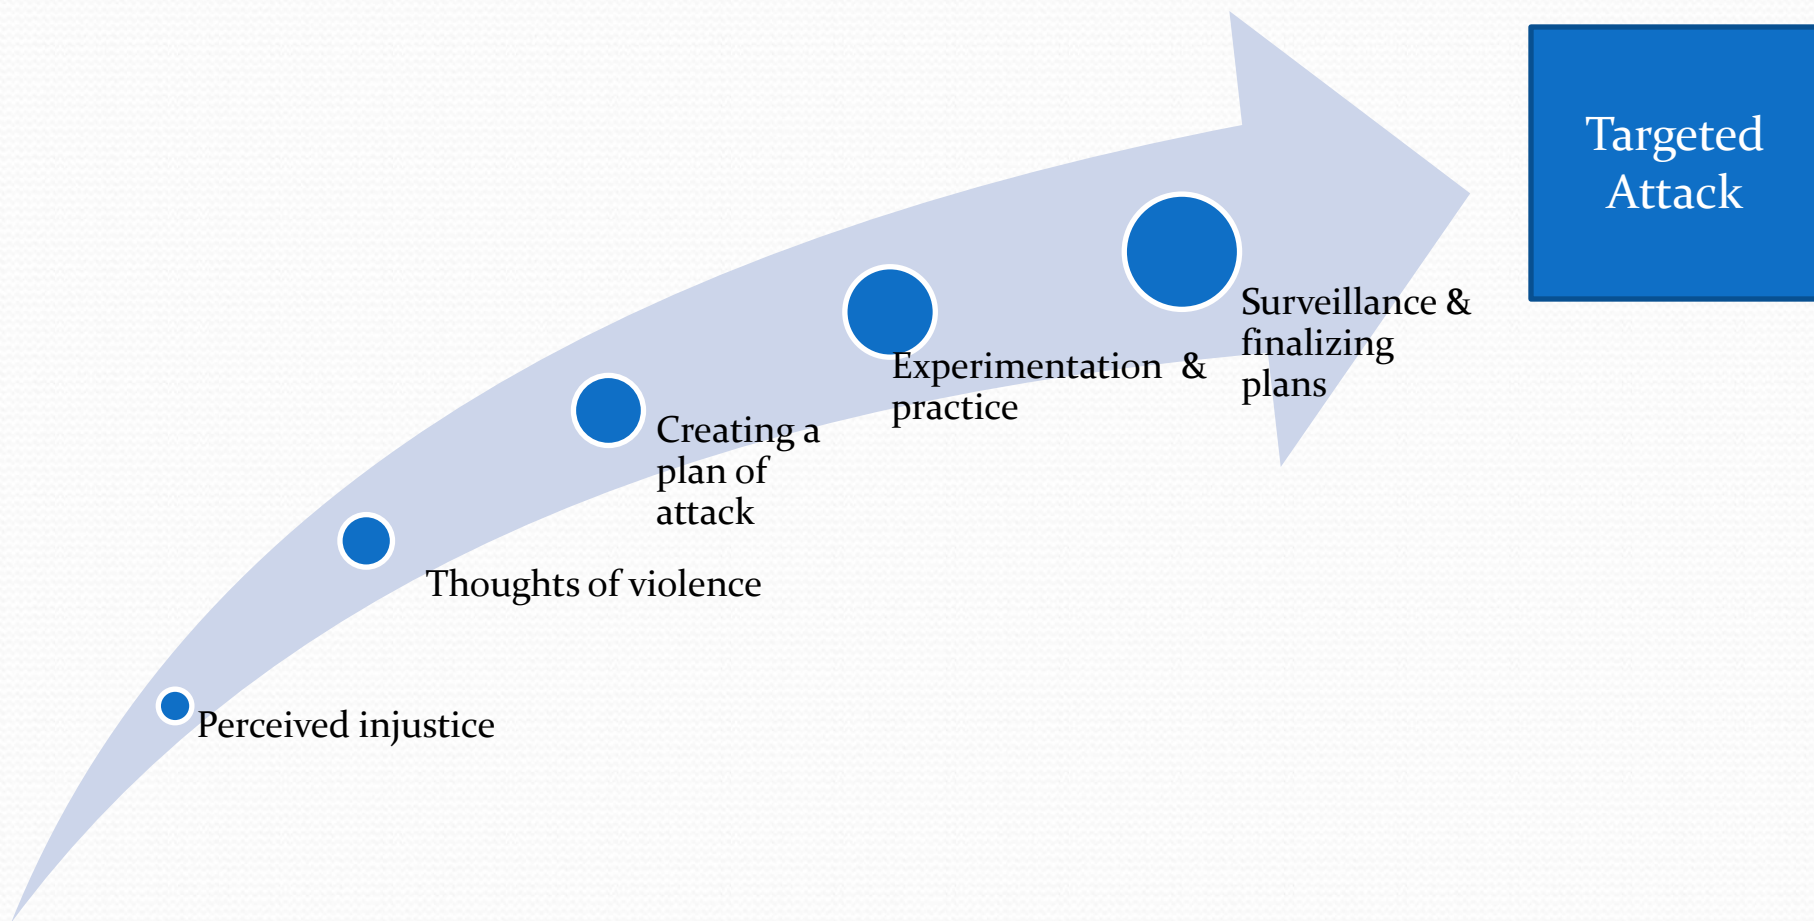 Targeted
Attack
Surveillance &
finalizing
plans
Experimentation &
practice
Creating a
plan of
attack
Thoughts of violence
Perceived injustice